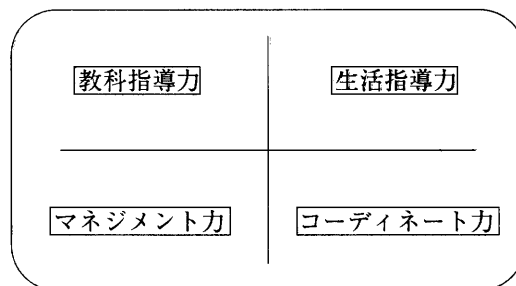 教科指導力
生活指導力
マネジメント力
コーディネート力